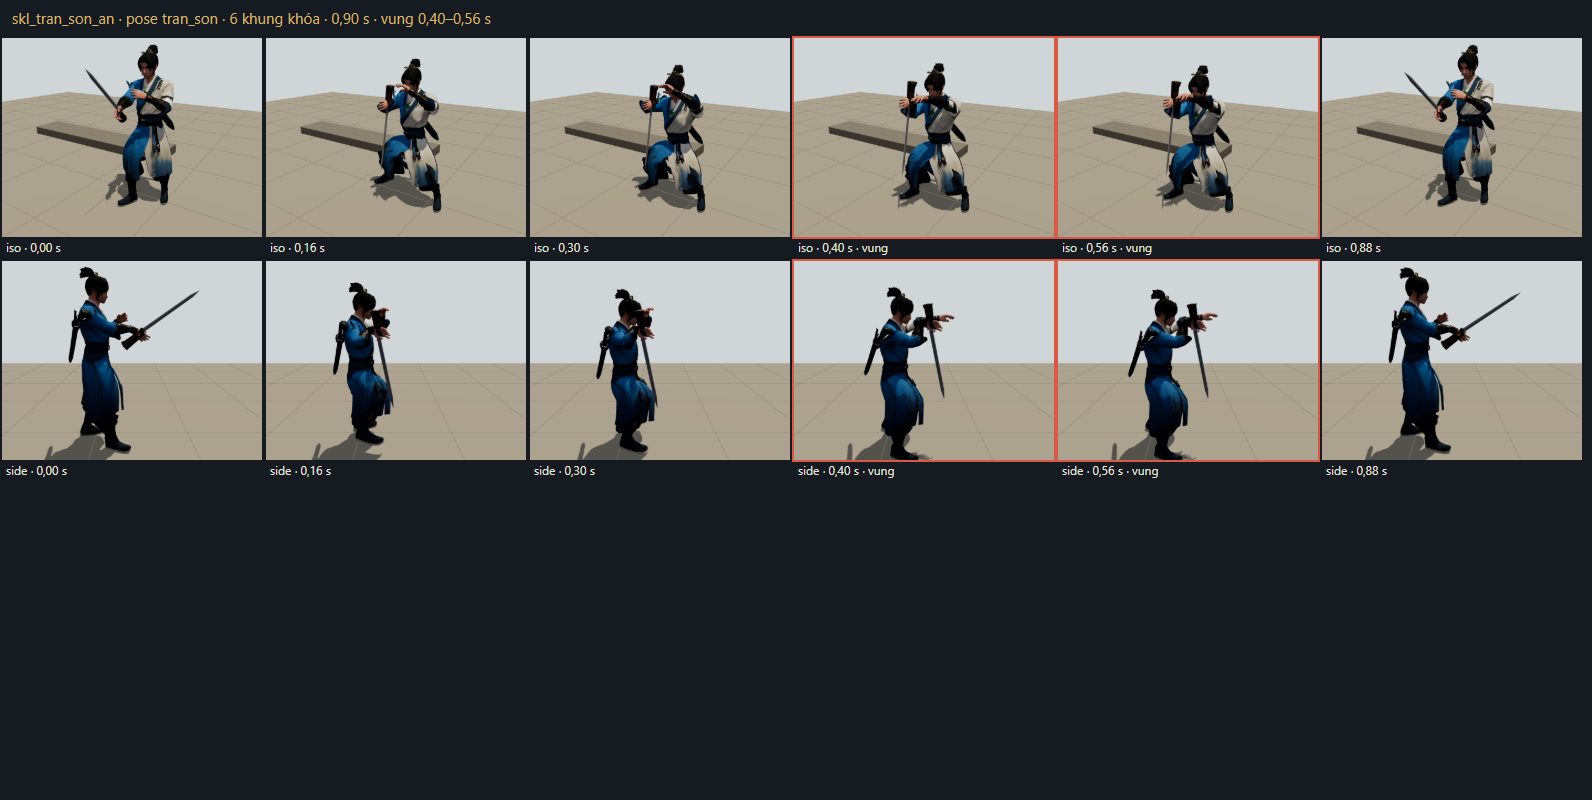 skl_tran_son_an · pose tran_son · 6 khung khóa · 0,90 s · vung 0,40–0,56 s
iso · 0,00 s
iso · 0,16 s
iso · 0,30 s
iso · 0,40 s · vung
iso · 0,56 s · vung
iso · 0,88 s
side · 0,00 s
side · 0,16 s
side · 0,30 s
side · 0,40 s · vung
side · 0,56 s · vung
side · 0,88 s